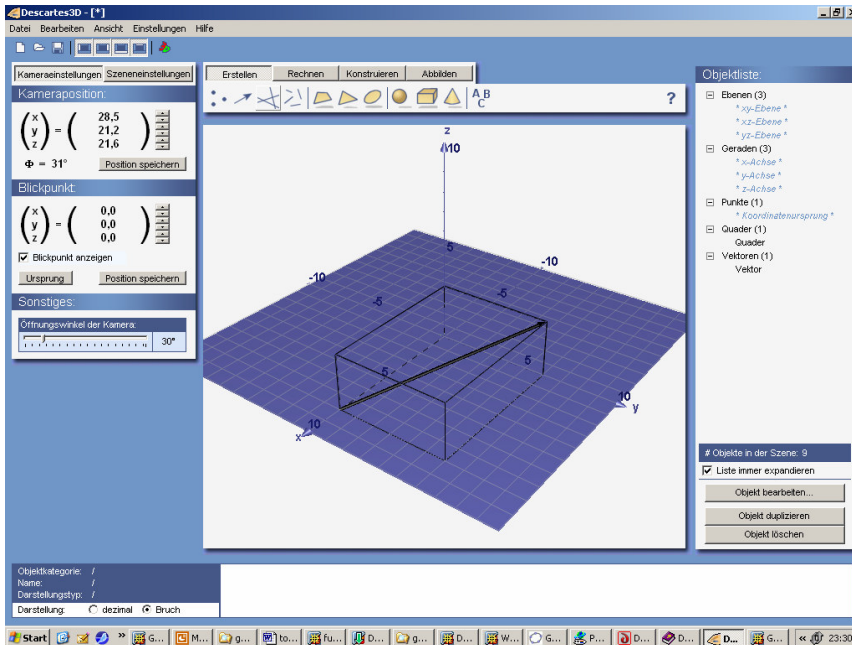 Descartes3D - [*]
Datei Bearbeiten Ansicht Einstellungen Hilfe
Kameraeinstellungen Szeneneinstellungen
Kameraposition:
x 28,5
y = 21,2
z 21,6
Φ = 31° Position speichern
Blickpunkt:
x 0,0
y = 0,0
z 0,0
Blickpunkt anzeigen
Ursprung Position speichern
Sonstiges:
Öffnungswinkel der Kamera:
30°
Erstellen Rechnen Konstruieren Abbilden
A B C ?
z
10
5
-10 -10
-5 -5
5 5
10 10
x y
Objektliste:
Ebenen (3)
* xy-Ebene *
* xz-Ebene *
* yz-Ebene *
Geraden (3)
* x-Achse *
* y-Achse *
* z-Achse *
Punkte (1)
* Koordinatenursprung *
Quader (1)
Quader
Vektoren (1)
Vektor
# Objekte in der Szene: 9
Liste immer expandieren
Objekt bearbeiten...
Objekt duplizieren
Objekt löschen
Objektkategorie: /
Name: /
Darstellungstyp: /
Darstellung: dezimal Bruch
Start » G... M... g... to... fu... D... g... D... W... G... P... D... D... D... G... « 23:30